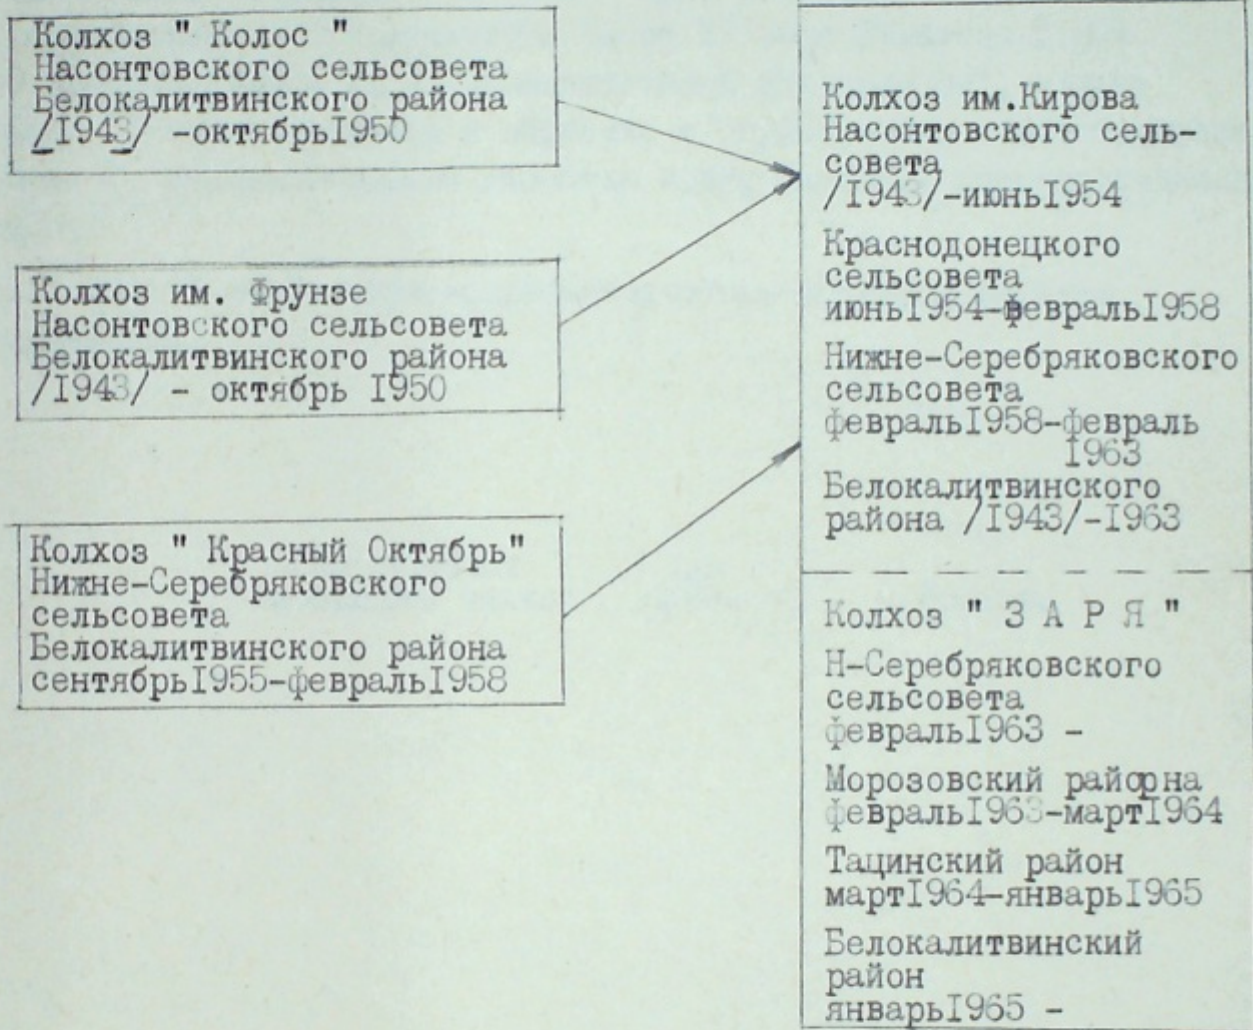 Колхоз " Колос "
Насонтовского сельсовета
Белокалитвинского района
/1943/ -октябрь1950
Колхоз им. Фрунзе
Насонтовского сельсовета
Белокалитвинского района
/1943/ - октябрь 1950
Колхоз " Красный Октябрь"
Нижне-Серебряковского
сельсовета
Белокалитвинского района
сентябрь1955-февраль1958
Колхоз им.Кирова
Насонтовского сель-
совета
/1943/-июнь1954
Краснодонецкого
сельсовета
июнь1954-февраль1958
Нижне-Серебряковского
сельсовета
февраль1958-февраль
1963
Белокалитвинского
района /1943/-1963
Колхоз " З А Р Я "
Н-Серебряковского
сельсовета
февраль1963 -
Морозовский района
февраль1963-март1964
Тацинский район
март1964-январь1965
Белокалитвинский
район
январь1965 -